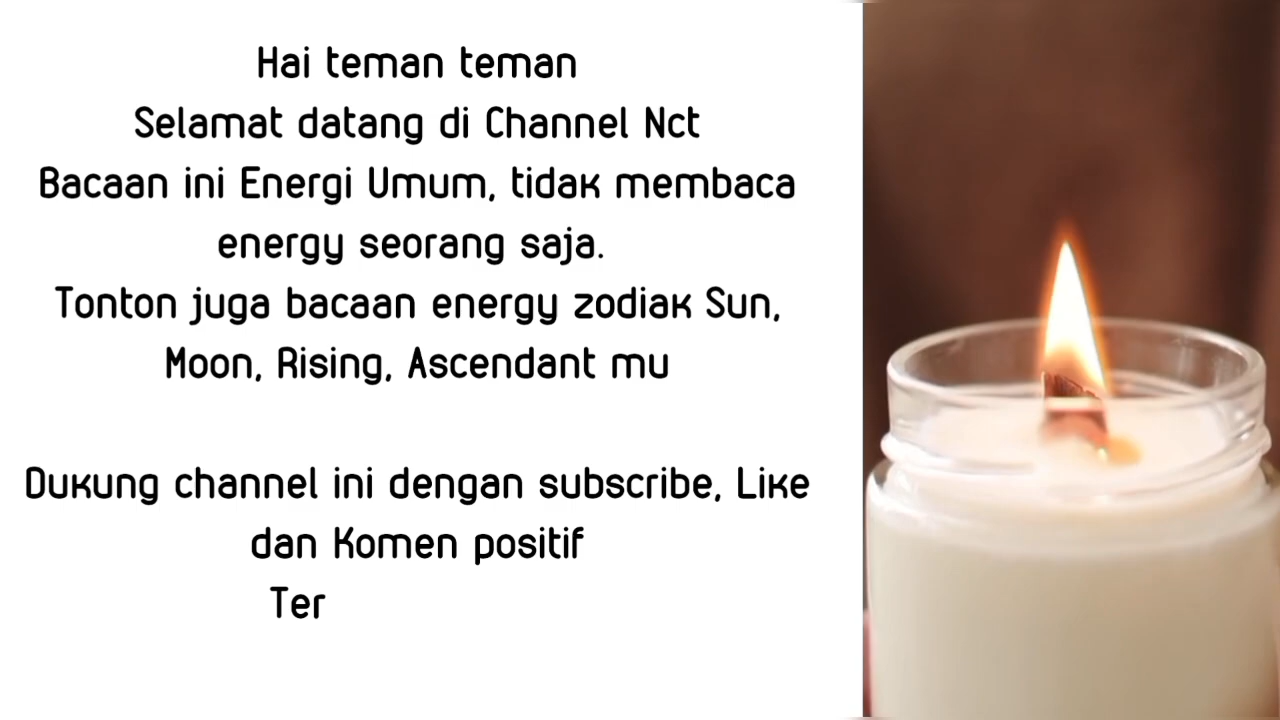 Hai teman teman
Selamat datang di Channel Nct
Bacaan ini Energi Umum, tidak membaca
energy seorang saja.
Tonton juga bacaan energy zodiak Sun,
Moon, Rising, Ascendant mu
Dukung channel ini dengan subscribe, Like
dan Komen positif
Ter